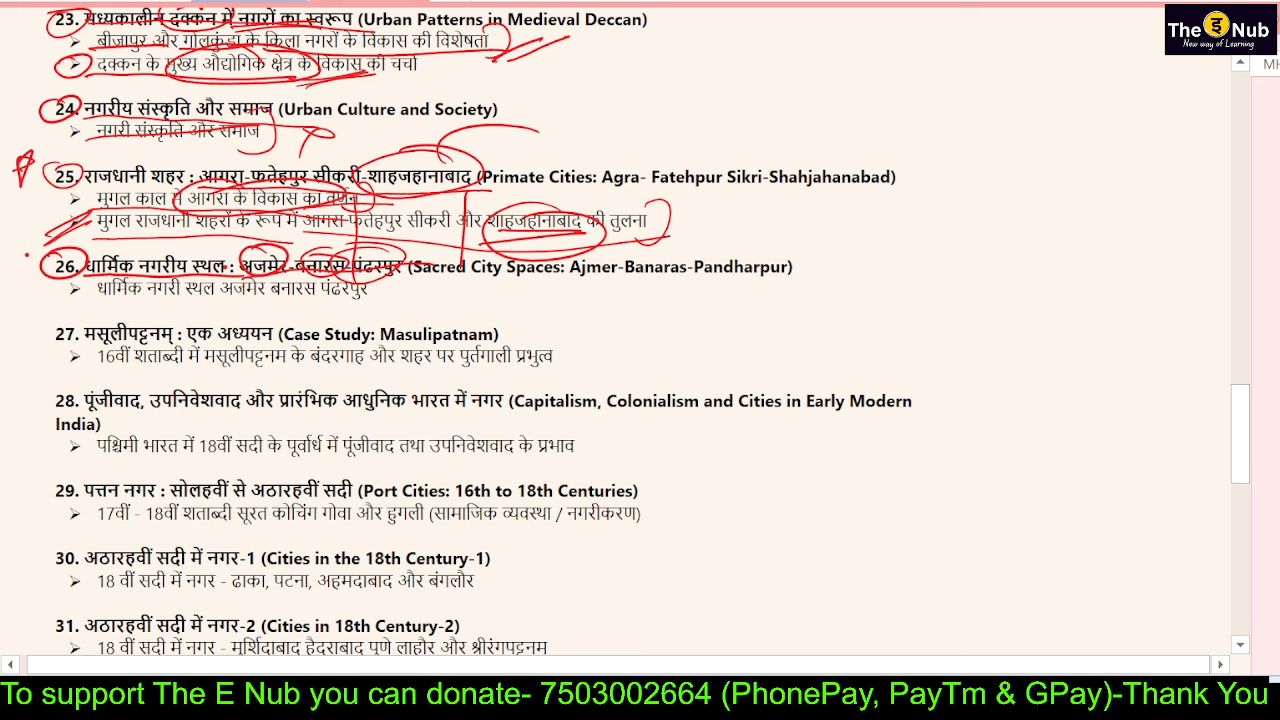 The इ Nub
Now way of Learning
23. मध्यकालीन दक्कन में नगरों का स्वरूप (Urban Patterns in Medieval Deccan)
➢ बीजापुर और गोलकुंडा के किला नगरों के विकास की विशेषता
➢ दक्कन के मुख्य औद्योगिक क्षेत्र के विकास की चर्चा
MH
24. नगरीय संस्कृति और समाज (Urban Culture and Society)
➢ नगरी संस्कृति और समाज
25. राजधानी शहर : आगरा-फतेहपुर सीकरी-शाहजहानाबाद (Primate Cities: Agra- Fatehpur Sikri-Shahjahanabad)
➢ मुगल काल में आगरा के विकास का वर्णन
➢ मुगल राजधानी शहरों के रूप में आगरा-फतेहपुर सीकरी और शाहजहानाबाद की तुलना
26. धार्मिक नगरीय स्थल : अजमेर-बनारस-पंढरपुर (Sacred City Spaces: Ajmer-Banaras-Pandharpur)
➢ धार्मिक नगरी स्थल अजमेर बनारस पंढरपुर
27. मसूलीपट्टनम् : एक अध्ययन (Case Study: Masulipatnam)
➢ 16वीं शताब्दी में मसूलीपट्टनम के बंदरगाह और शहर पर पुर्तगाली प्रभुत्व
28. पूंजीवाद, उपनिवेशवाद और प्रारंभिक आधुनिक भारत में नगर (Capitalism, Colonialism and Cities in Early Modern
India)
➢ पश्चिमी भारत में 18वीं सदी के पूर्वार्ध में पूंजीवाद तथा उपनिवेशवाद के प्रभाव
29. पत्तन नगर : सोलहवीं से अठारहवीं सदी (Port Cities: 16th to 18th Centuries)
➢ 17वीं - 18वीं शताब्दी सूरत कोचिंग गोवा और हुगली (सामाजिक व्यवस्था / नगरीकरण)
30. अठारहवीं सदी में नगर-1 (Cities in the 18th Century-1)
➢ 18 वीं सदी में नगर - ढाका, पटना, अहमदाबाद और बंगलौर
31. अठारहवीं सदी में नगर-2 (Cities in 18th Century-2)
➢ 18 वीं सदी में नगर - मुर्शिदाबाद हैदराबाद पुणे लाहौर और श्रीरंगपट्टनम
To support The E Nub you can donate- 7503002664 (PhonePay, PayTm & GPay)-Thank You